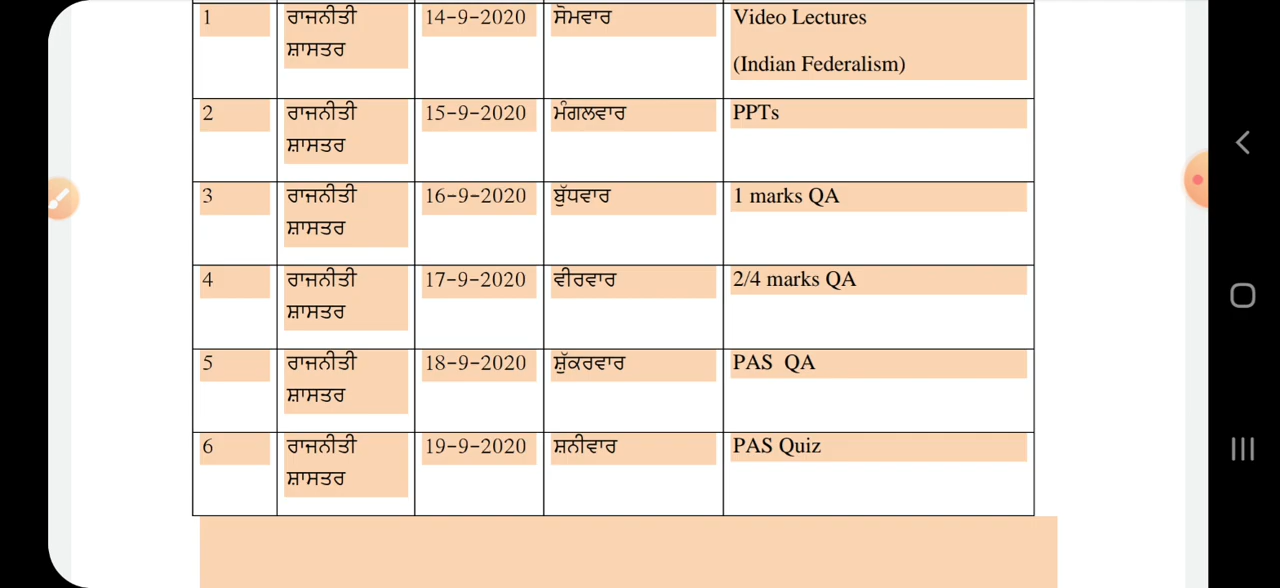 1 ਰਾਜਨੀਤੀ 14-9-2020 ਸੋਮਵਾਰ Video Lectures
ਸ਼ਾਸਤਰ
(Indian Federalism)
2 ਰਾਜਨੀਤੀ 15-9-2020 ਮੰਗਲਵਾਰ PPTs
ਸ਼ਾਸਤਰ
3 ਰਾਜਨੀਤੀ 16-9-2020 ਬੁੱਧਵਾਰ 1 marks QA
ਸ਼ਾਸਤਰ
4 ਰਾਜਨੀਤੀ 17-9-2020 ਵੀਰਵਾਰ 2/4 marks QA
ਸ਼ਾਸਤਰ
5 ਰਾਜਨੀਤੀ 18-9-2020 ਸ਼ੁੱਕਰਵਾਰ PAS QA
ਸ਼ਾਸਤਰ
6 ਰਾਜਨੀਤੀ 19-9-2020 ਸ਼ਨੀਵਾਰ PAS Quiz
ਸ਼ਾਸਤਰ